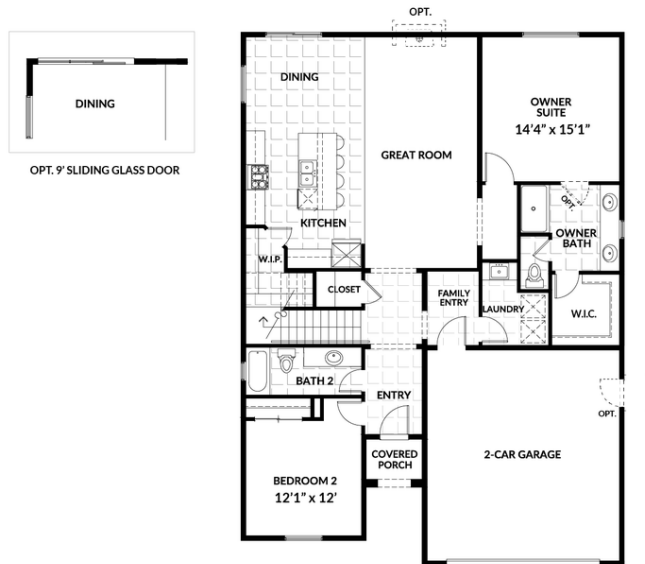 OPT.
DINING
OPT. 9' SLIDING GLASS DOOR
DINING
OWNER
SUITE
14'4" x 15'1"
GREAT ROOM
OPT.
KITCHEN
OWNER
BATH
W.I.P.
CLOSET
FAMILY
ENTRY
LAUNDRY
W.I.C.
BATH 2
ENTRY
OPT.
COVERED
PORCH
2-CAR GARAGE
BEDROOM 2
12'1" x 12'